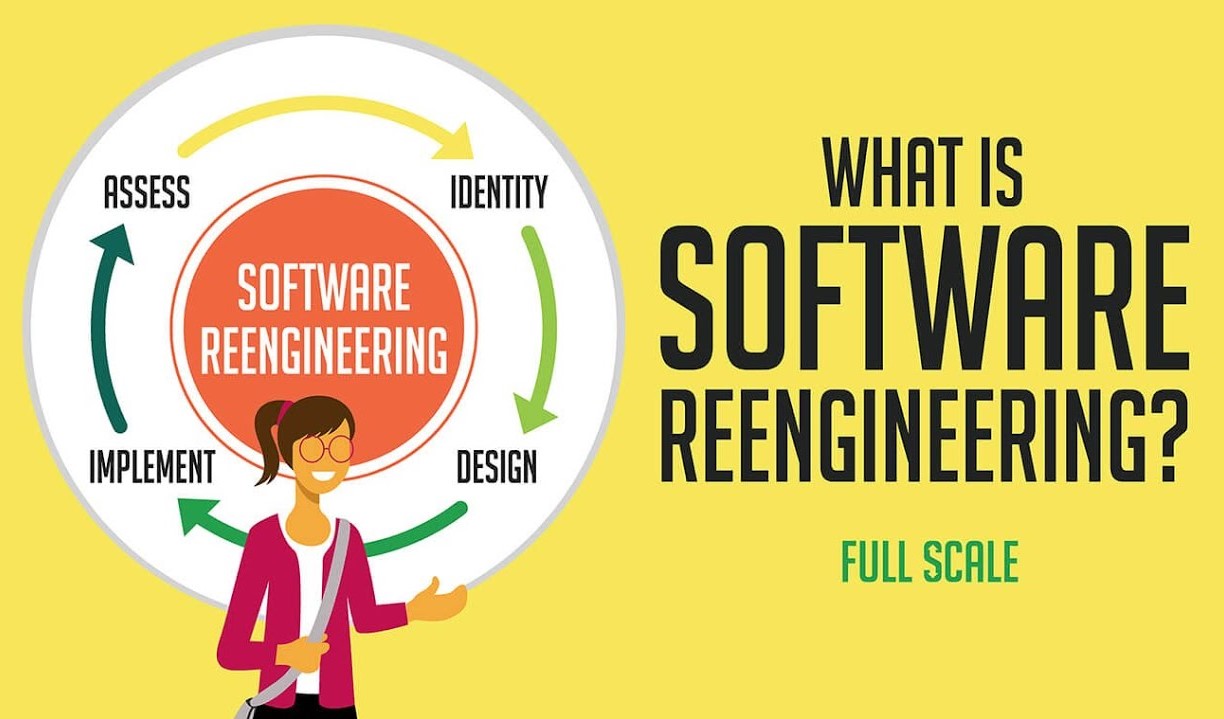 ASSESS
IDENTITY
SOFTWARE
REENGINEERING
IMPLEMENT
DESIGN
WHAT IS
SOFTWARE
REENGINEERING?
FULL SCALE